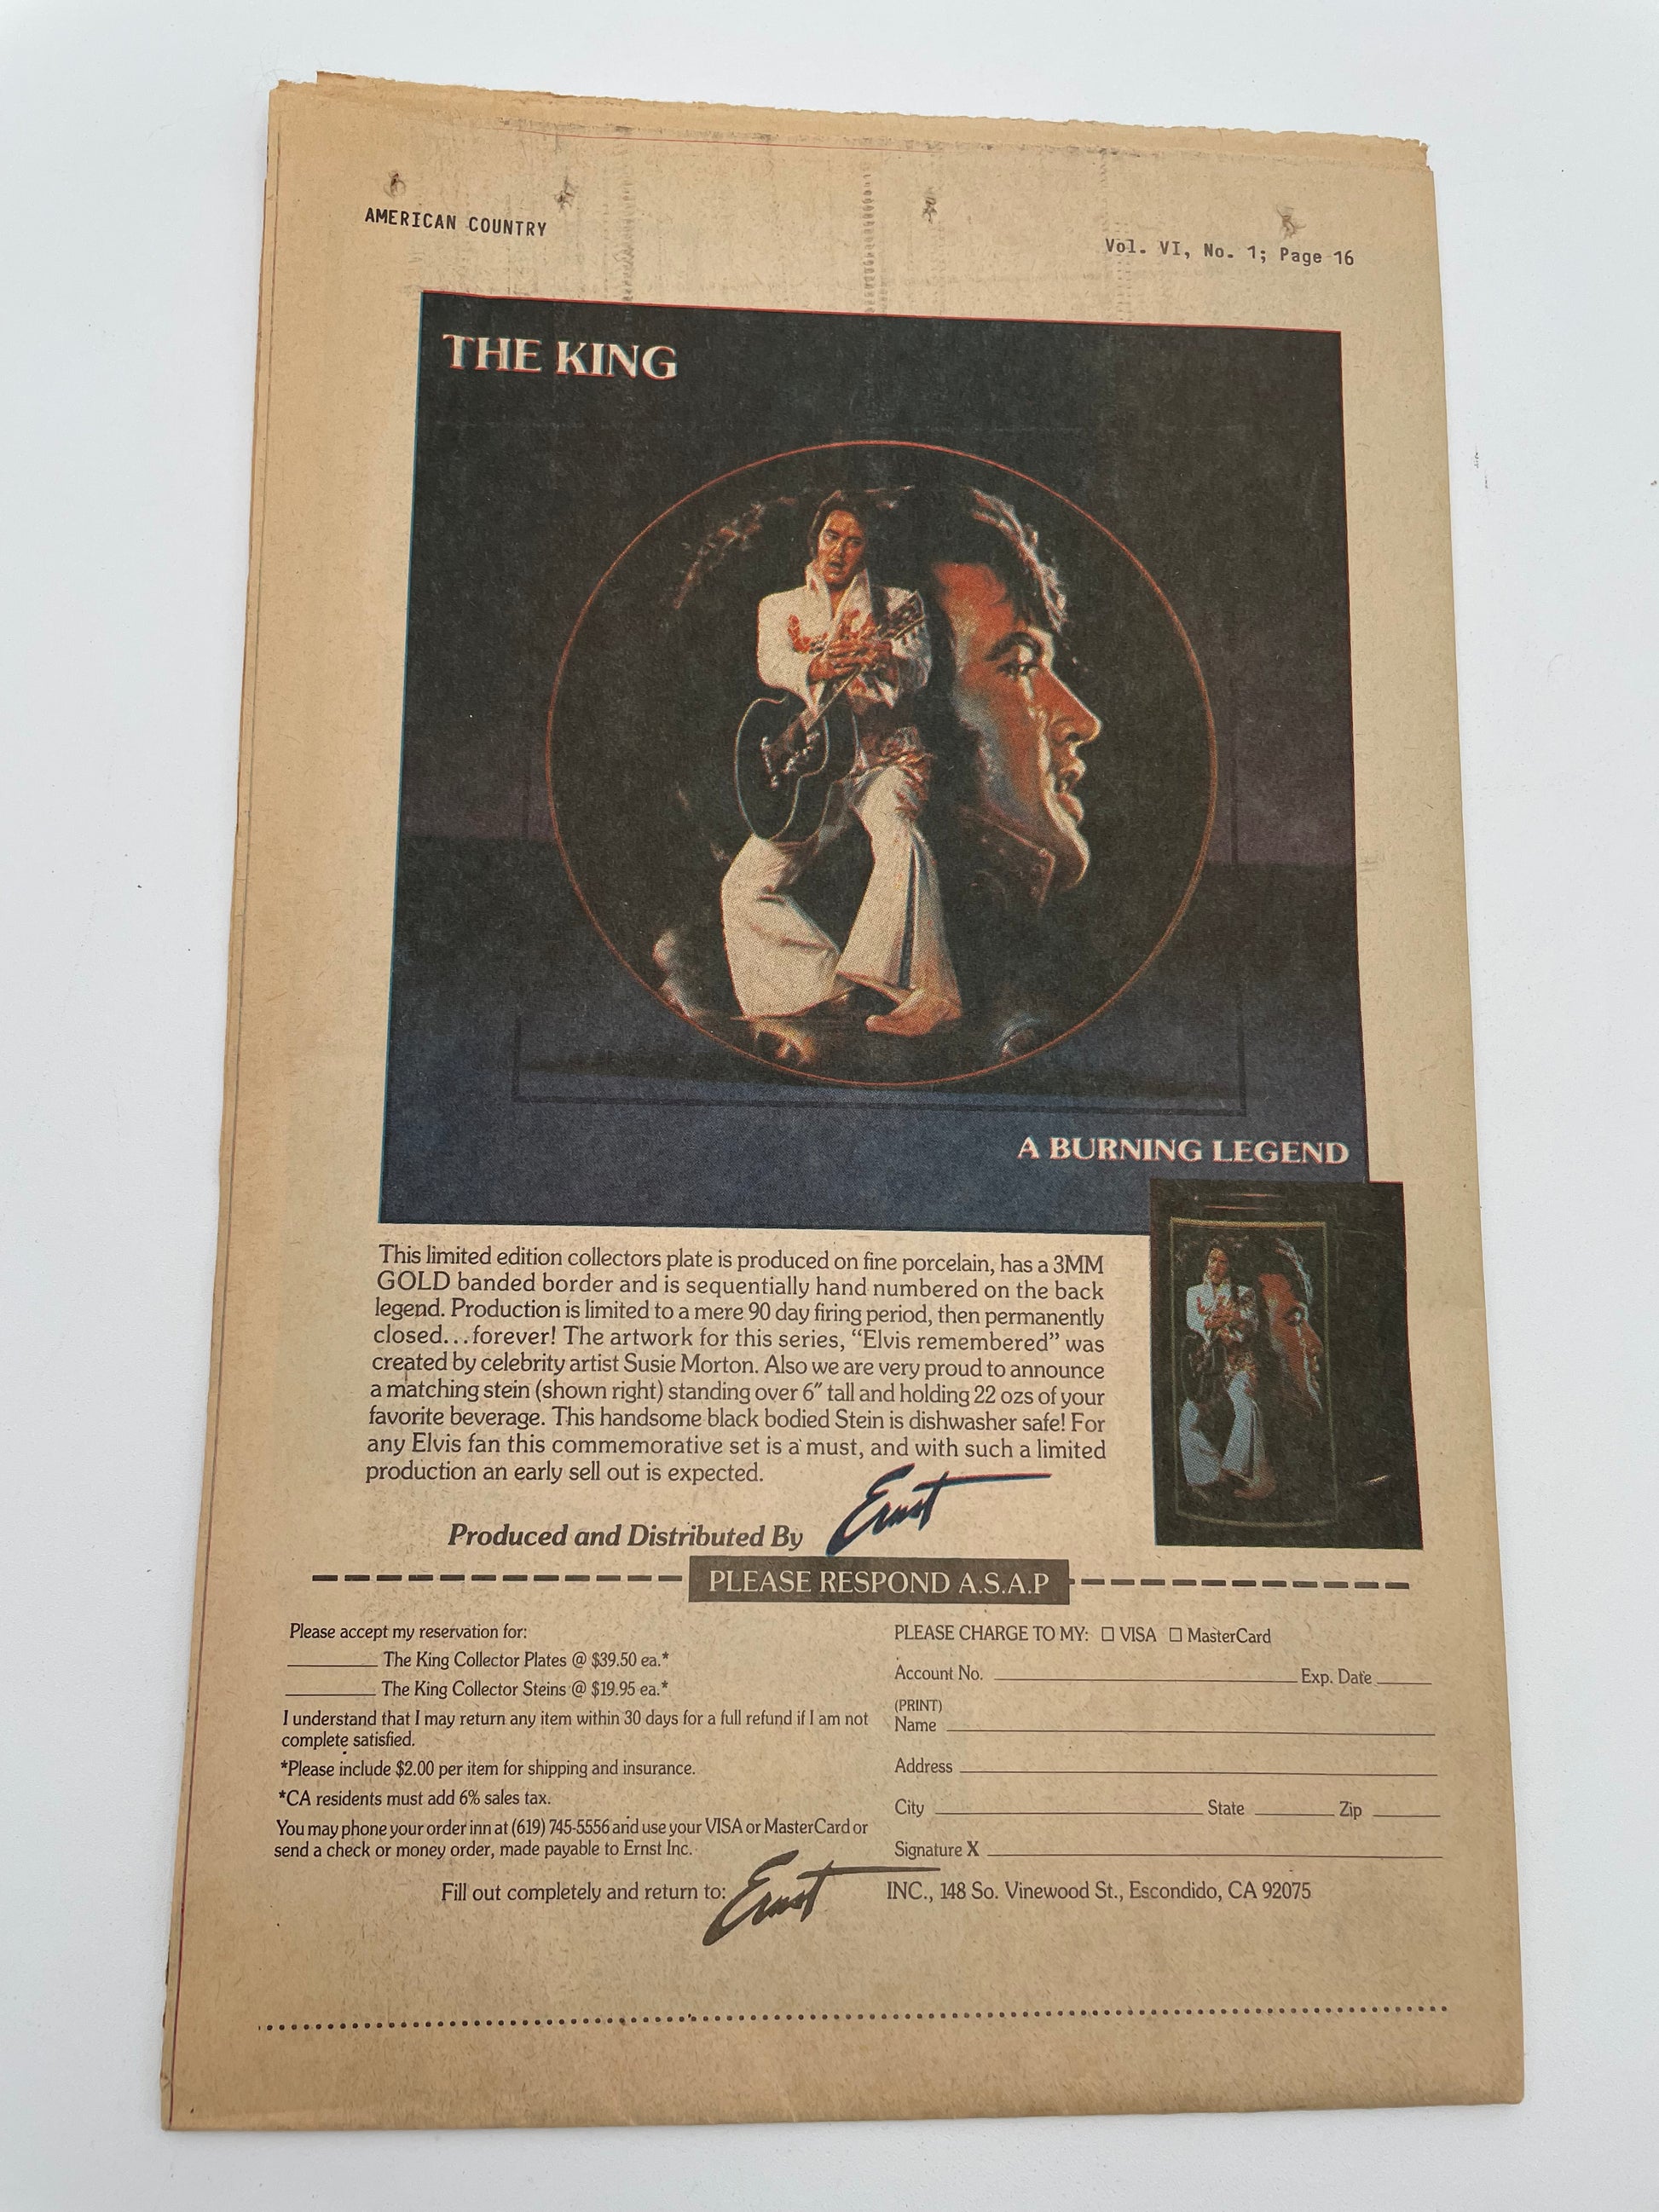 AMERICAN COUNTRY
Vol. VI, No. 1; Page 16
THE KING
A BURNING LEGEND
This limited edition collectors plate is produced on fine porcelain, has a 3MM
GOLD banded border and is sequentially hand numbered on the back
legend. Production is limited to a mere 90 day firing period, then permanently
closed...forever! The artwork for this series, “Elvis remembered” was
created by celebrity artist Susie Morton. Also we are very proud to announce
a matching stein (shown right) standing over 6″ tall and holding 22 ozs of your
favorite beverage. This handsome black bodied Stein is dishwasher safe! For
any Elvis fan this commemorative set is a must, and with such a limited
production an early sell out is expected.
Produced and Distributed By Ernst
PLEASE RESPOND A.S.A.P
Please accept my reservation for:
The King Collector Plates @ $39.50 ea.*
The King Collector Steins @ $19.95 ea.*
I understand that I may return any item within 30 days for a full refund if I am not
complete satisfied.
*Please include $2.00 per item for shipping and insurance.
*CA residents must add 6% sales tax.
You may phone your order inn at (619) 745-5556 and use your VISA or MasterCard or
send a check or money order, made payable to Ernst Inc.
PLEASE CHARGE TO MY: ☐ VISA ☐ MasterCard
Account No. Exp. Date
(PRINT)
Name
Address
City State Zip
Signature X
Fill out completely and return to: Ernst INC., 148 So. Vinewood St., Escondido, CA 92075